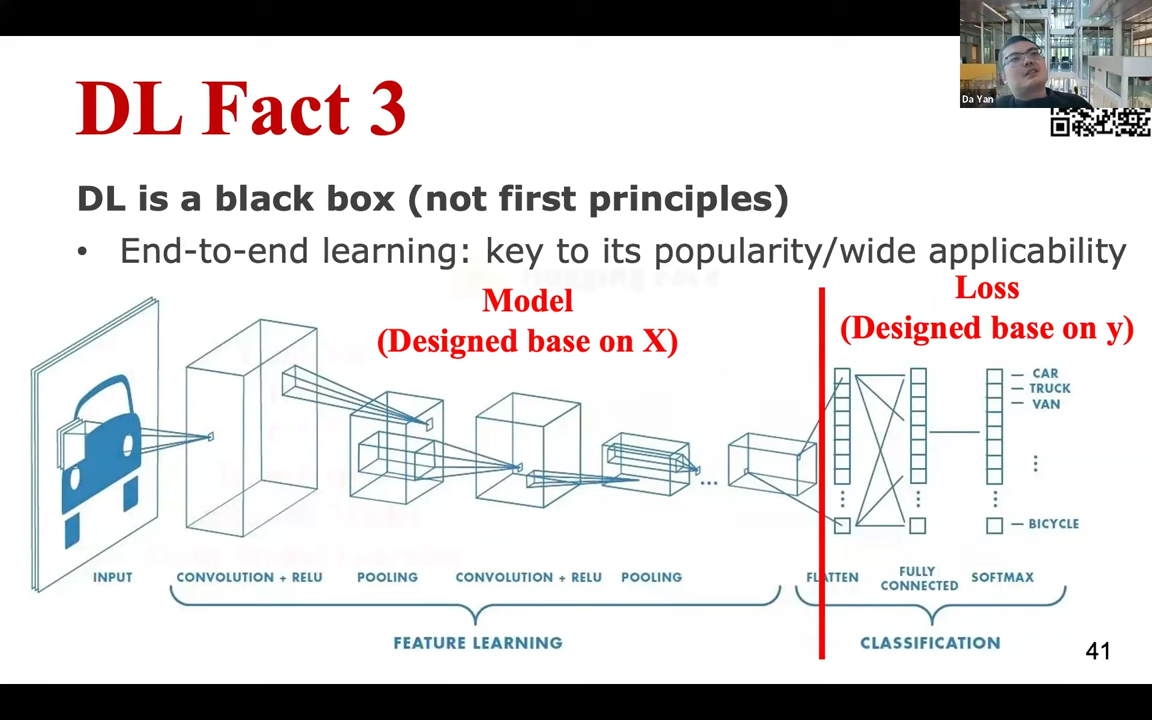 DL Fact 3
Da Yan
DL is a black box (not first principles)
• End-to-end learning: key to its popularity/wide applicability
Model
(Designed base on X)
Loss
(Designed base on y)
CAR
TRUCK
VAN
BICYCLE
INPUT
CONVOLUTION + RELU
POOLING
CONVOLUTION + RELU
POOLING
FLATTEN
FULLY
CONNECTED
SOFTMAX
FEATURE LEARNING
CLASSIFICATION
41